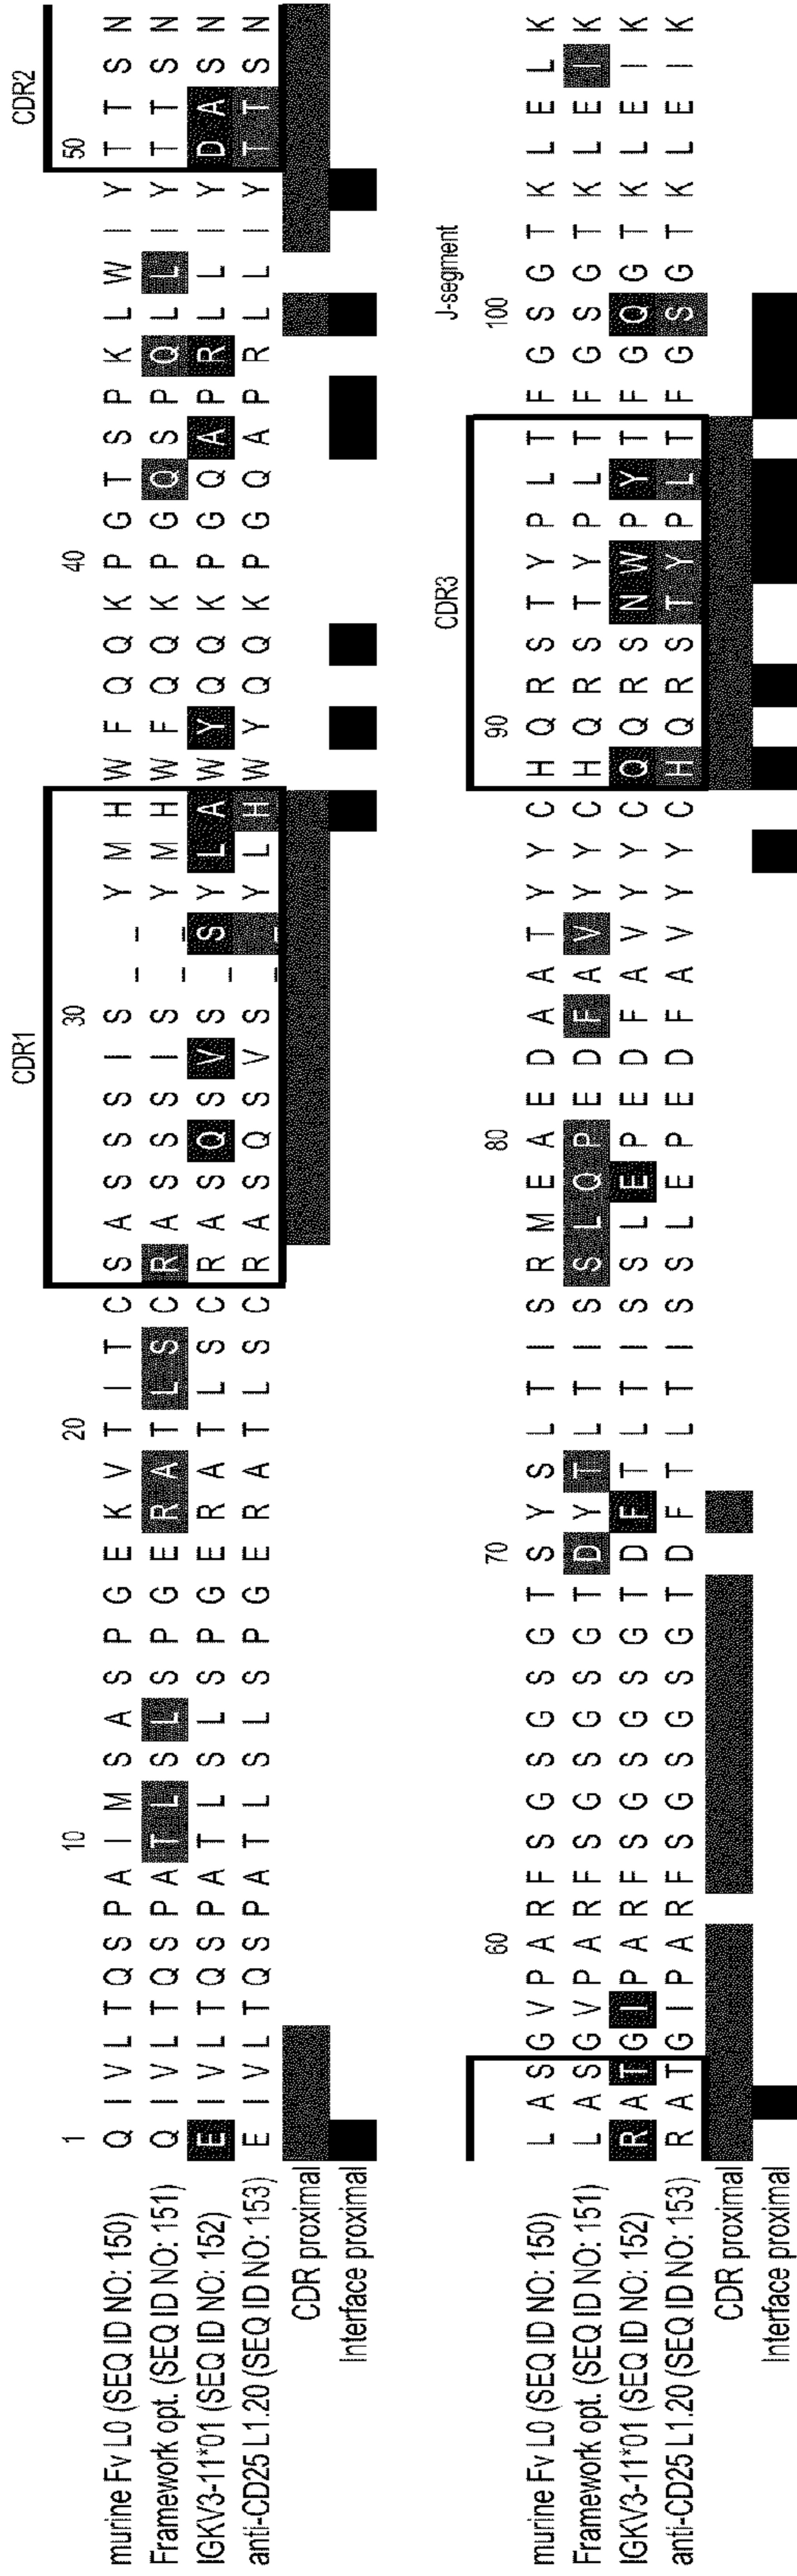 CDR1 CDR2
1 10 20 30 40 50
murine Fv L0 (SEQ ID NO: 150) Q I V L T Q S P A I M S A S P G E K V T I T C S A S S S I S - - Y M H W F Q Q K P G T S P K L W I Y T T S N
Framework opt. (SEQ ID NO: 151) Q I V L T Q S P A T L S L S P G E R A T L S C R A S S S I S - - Y M H W F Q Q K P G Q S P Q L L I Y T T S N
IGKV3-11*01 (SEQ ID NO: 152) E I V L T Q S P A T L S L S P G E R A T L S C R A S Q S V S - S Y L A W Y Q Q K P G Q A P R L L I Y D A S N
anti-CD25 L1.20 (SEQ ID NO: 153) E I V L T Q S P A T L S L S P G E R A T L S C R A S Q S V S - - Y L H W Y Q Q K P G Q A P R L L I Y T T S N
CDR proximal
Interface proximal
CDR3 J-segment
60 70 80 90 100
murine Fv L0 (SEQ ID NO: 150) L A S G V P A R F S G S G S G T S Y S L T I S R M E A E D A A T Y Y C H Q R S T Y P L T F G S G T K L E L K
Framework opt. (SEQ ID NO: 151) L A S G V P A R F S G S G S G T D Y T L T I S S L Q P E D F A V Y Y C H Q R S T Y P L T F G S G T K L E I K
IGKV3-11*01 (SEQ ID NO: 152) R A T G I P A R F S G S G S G T D F T L T I S S L E P E D F A V Y Y C Q Q R S N W P Y T F G Q G T K L E I K
anti-CD25 L1.20 (SEQ ID NO: 153) R A T G I P A R F S G S G S G T D F T L T I S S L E P E D F A V Y Y C H Q R S T Y P L T F G S G T K L E I K
CDR proximal
Interface proximal